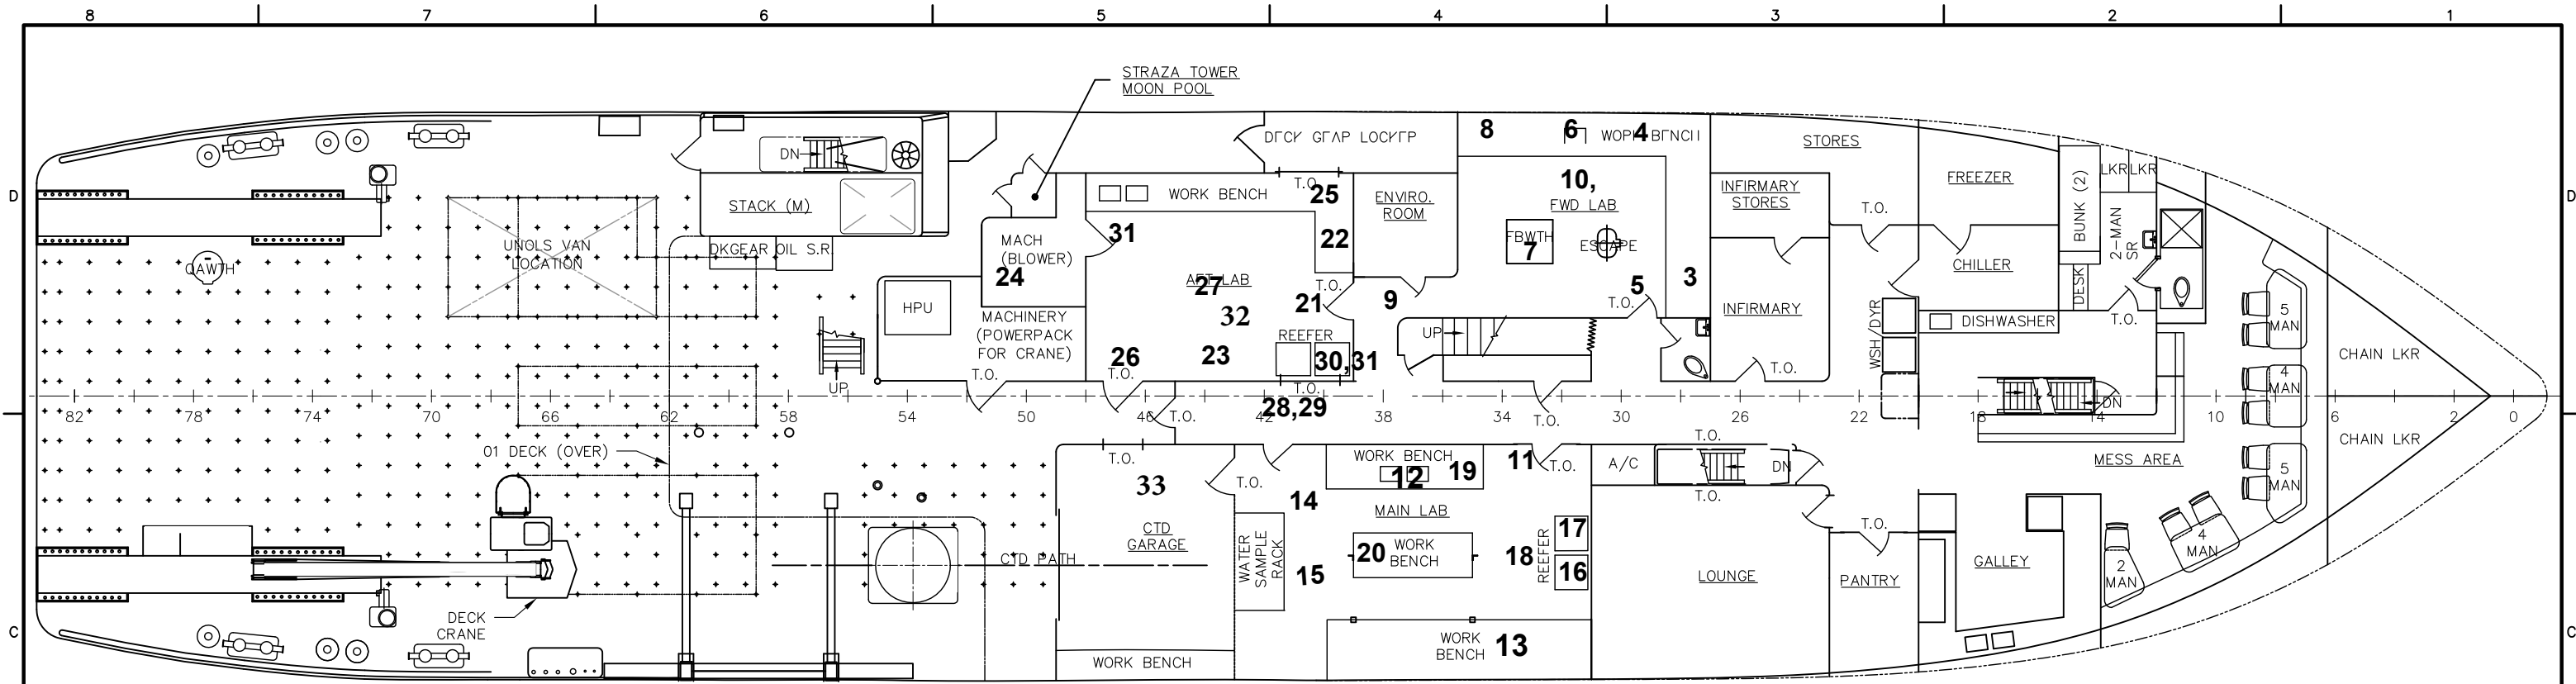 8 7 6 5 4 3 2 1
STRAZA TOWER
MOON POOL
D
D
DN
STACK (M)
UNOLS VAN
LOCATION
DKGEAR OIL S.R.
OAWTH
HPU
MACH
(BLOWER)
24
MACHINERY
(POWERPACK
FOR CRANE)
UP
DECK GEAR LOCKER
WORK BENCH
T.O.
25
31
22
AFT LAB
27
32
21
T.O.
REEFER
23
26
T.O.
30,31
T.O.
T.O.
28,29
ENVIRO.
ROOM
8
6
4
WORK BENCH
10,
FWD LAB
FBWTH
7
ESCAPE
3
5
T.O.
9
UP
T.O.
T.O.
STORES
INFIRMARY
STORES
INFIRMARY
T.O.
T.O.
FREEZER
CHILLER
WSH/DYR
DISHWASHER
BUNK (2)
LKR
LKR
2-MAN
SR
DESK
T.O.
5
MAN
4
MAN
5
MAN
CHAIN LKR
CHAIN LKR
82 78 74 70 66 62 58 54 50 46 42 38 34 30 26 22 18 14 10 6 2 0
DN
01 DECK (OVER)
T.O.
33
T.O.
CTD
GARAGE
CTD PATH
WATER
SAMPLE
RACK
14
15
WORK BENCH
12
19
11
T.O.
MAIN LAB
20
WORK
BENCH
18
REEFER
17
16
A/C
T.O.
DN
T.O.
LOUNGE
T.O.
PANTRY
MESS AREA
GALLEY
2
MAN
4
MAN
DECK
CRANE
C
C
WORK BENCH
WORK
BENCH
13